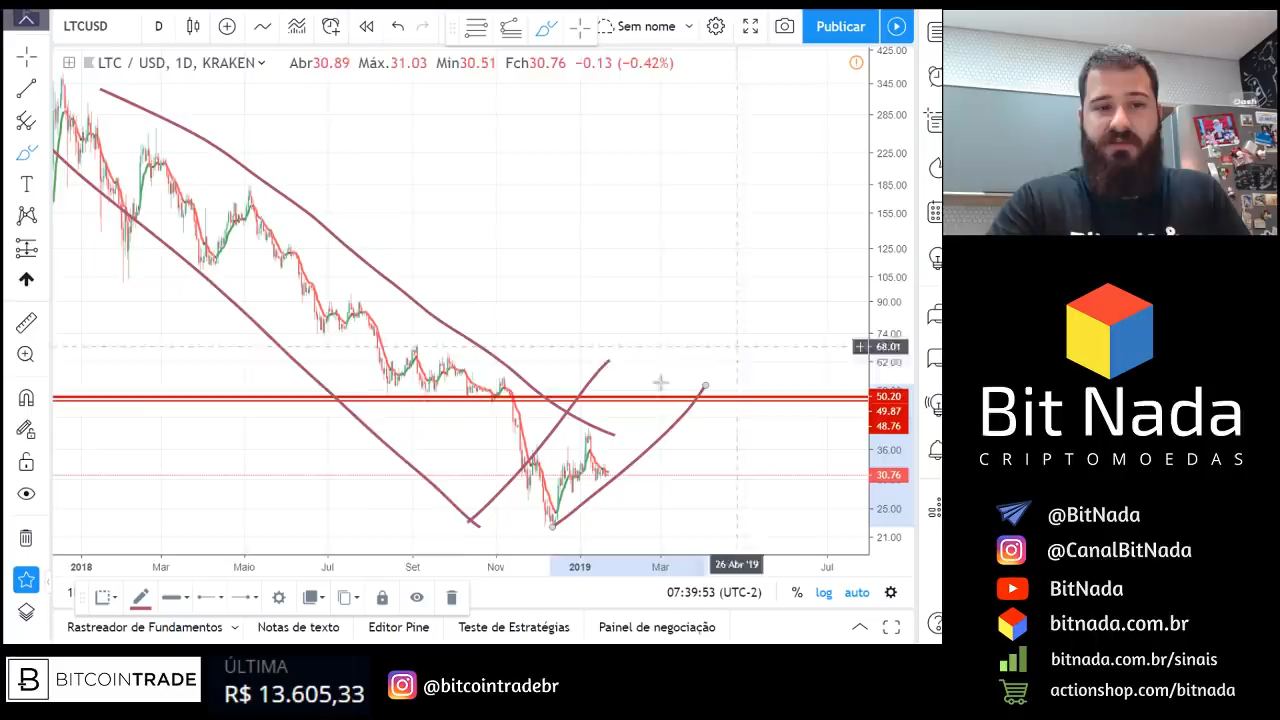 LTCUSD D Sem nome Publicar
LTC / USD, 1D, KRAKEN Abr30.89 Máx.31.03 Mín30.51 Fch30.76 −0.13 (−0.42%)
425.00
345.00
285.00
225.00
185.00
155.00
125.00
105.00
90.00
74.00
68.01
62.00
50.20
49.87
48.76
36.00
30.76
25.00
21.00
2018 Mar Maio Jul Set Nov 2019 Mar 26 Abr '19 Jul
07:39:53 (UTC-2) % log auto
Rastreador de Fundamentos Notas de texto Editor Pine Teste de Estratégias Painel de negociação
Dash
Bit Nada
CRIPTOMOEDAS
@BitNada
@CanalBitNada
BitNada
bitnada.com.br
bitnada.com.br/sinais
actionshop.com/bitnada
BITCOINTRADE
ÚLTIMA
R$ 13.605,33
@bitcointradebr